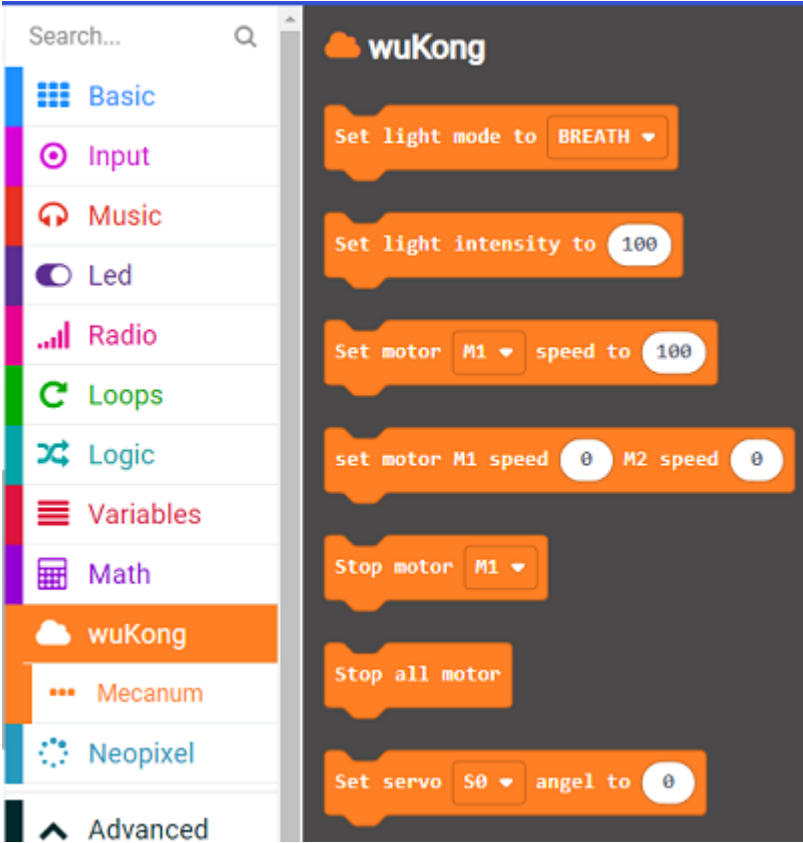 Search...
Basic
Input
Music
Led
Radio
Loops
Logic
Variables
Math
wuKong
Mecanum
Neopixel
Advanced
wuKong
Set light mode to BREATH
Set light intensity to 100
Set motor M1 speed to 100
set motor M1 speed 0 M2 speed 0
Stop motor M1
Stop all motor
Set servo S0 angel to 0